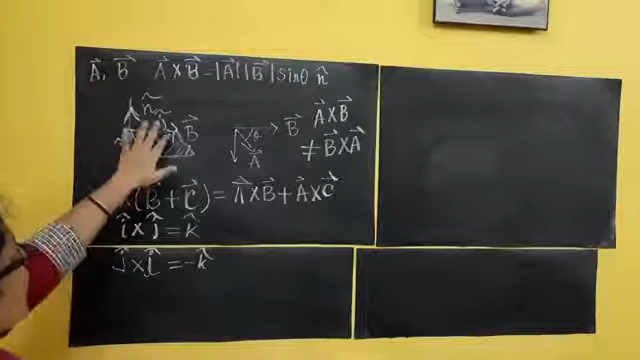 A⃗, B⃗ A⃗ × B⃗ = |A⃗||B⃗| sinθ n̂
n̂
B⃗
θ
B⃗
A⃗
A⃗ × B⃗
≠ B⃗ × A⃗
× (B⃗ + C⃗) = A⃗ × B⃗ + A⃗ × C⃗
î × ĵ = k̂
ĵ × î = -k̂